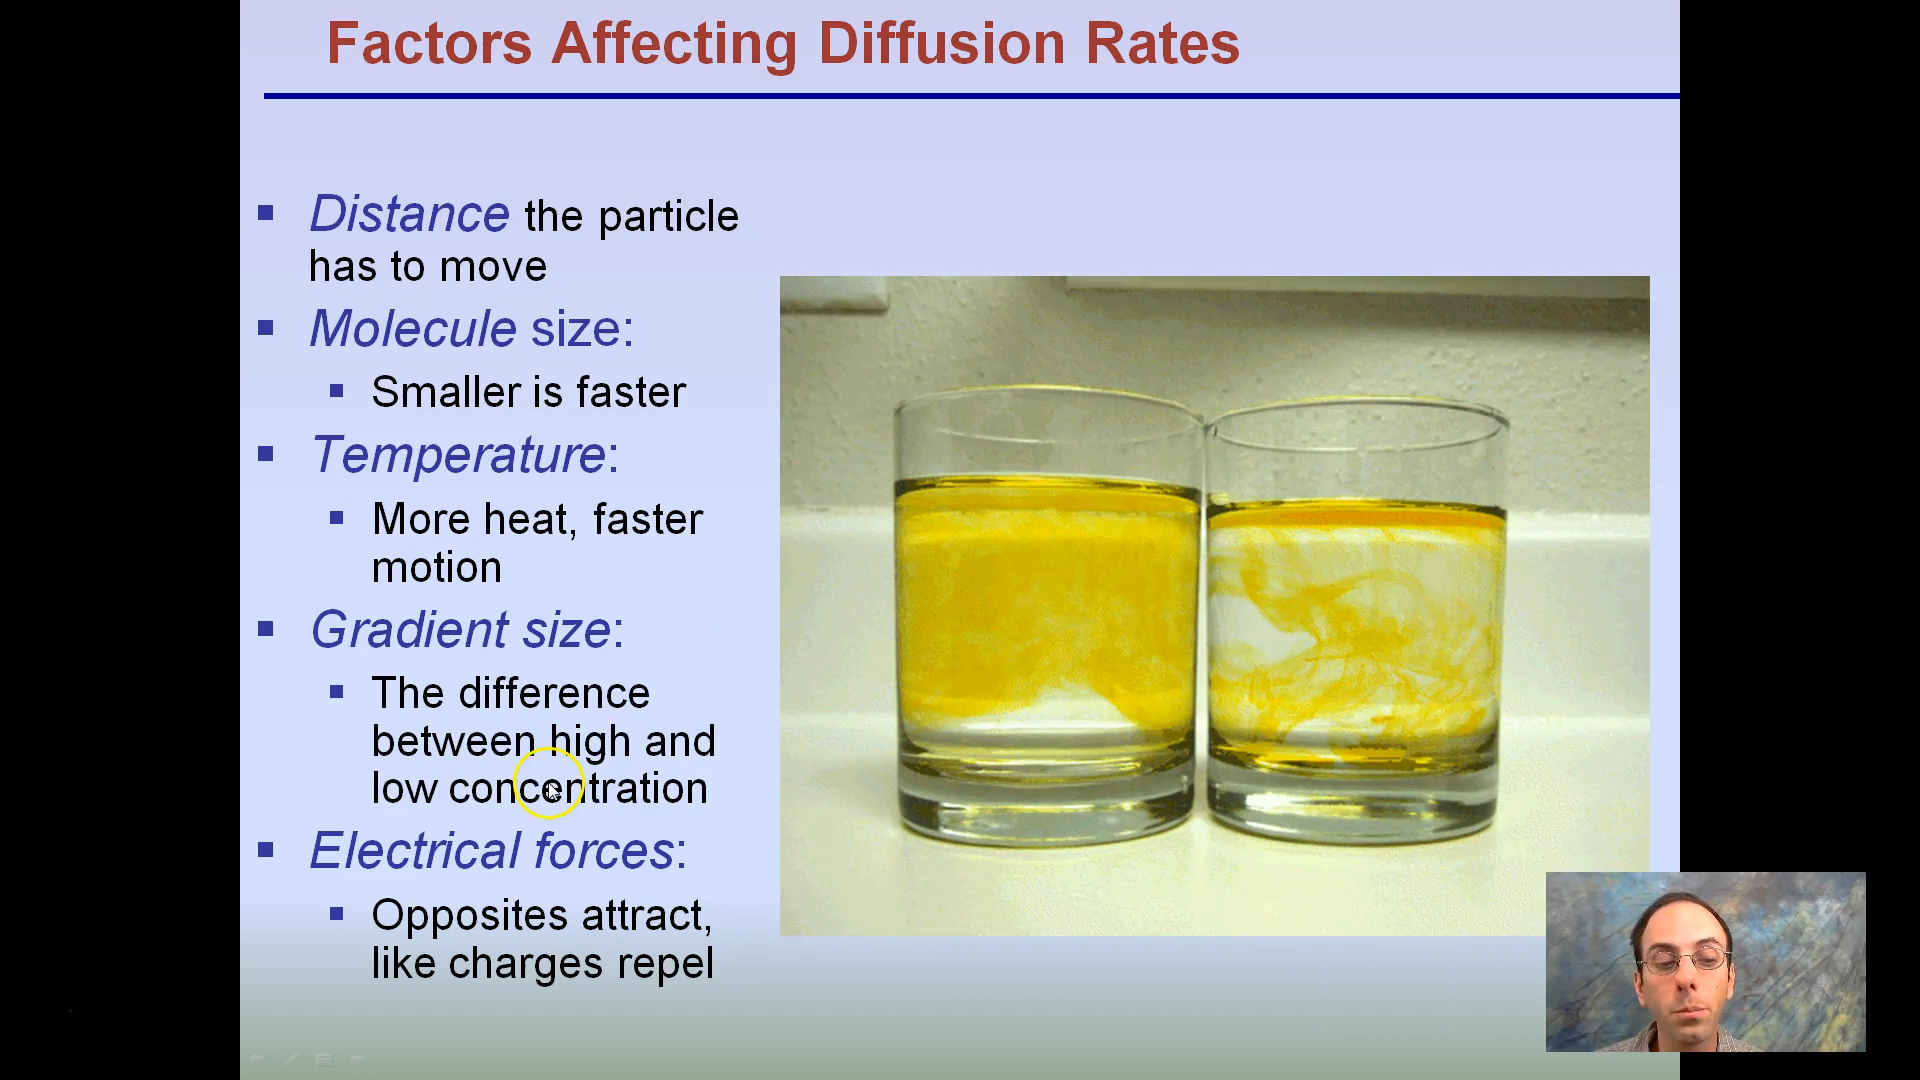 Factors Affecting Diffusion Rates
Distance the particle
has to move
Molecule size:
Smaller is faster
Temperature:
More heat, faster
motion
Gradient size:
The difference
between high and
low concentration
Electrical forces:
Opposites attract,
like charges repel